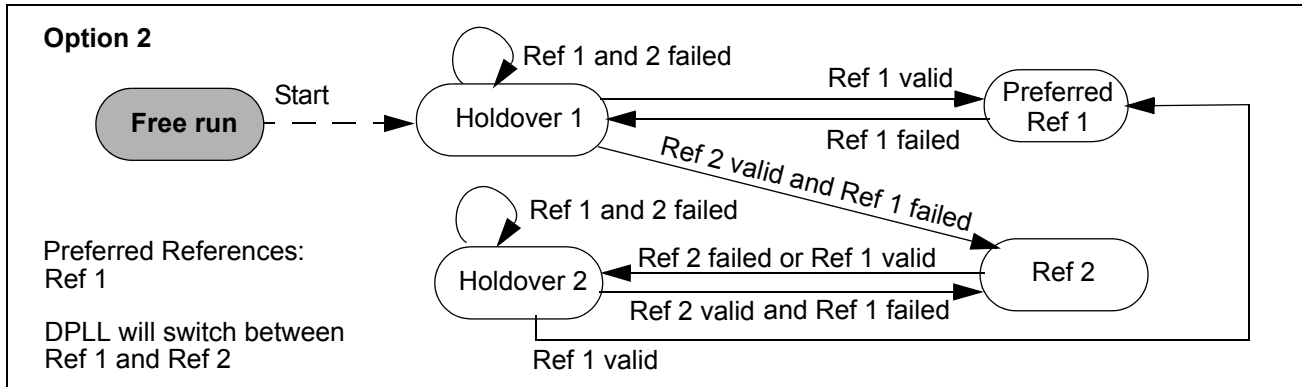 Option 2
Ref 1 and 2 failed
Start
Free run
Holdover 1
Ref 1 valid
Preferred
Ref 1
Ref 1 failed
Ref 2 valid and Ref 1 failed
Ref 1 and 2 failed
Preferred References:
Ref 1
Holdover 2
Ref 2 failed or Ref 1 valid
Ref 2
Ref 2 valid and Ref 1 failed
DPLL will switch between
Ref 1 and Ref 2
Ref 1 valid